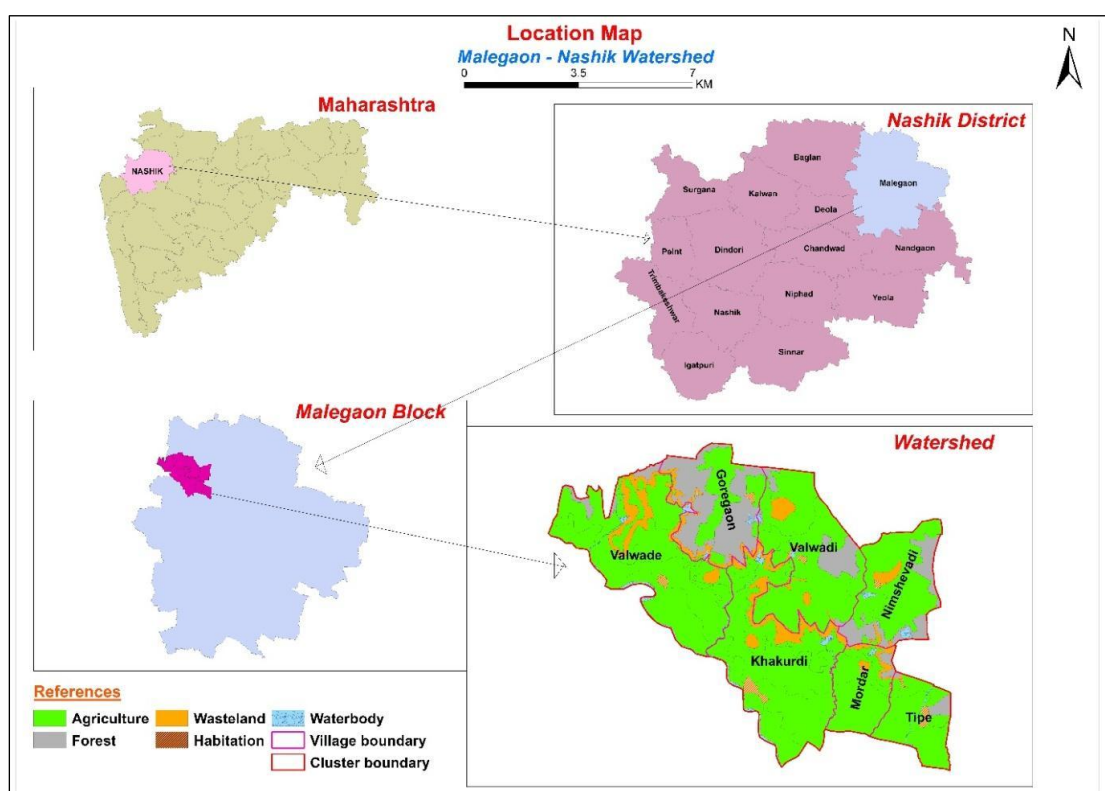 Location Map
Malegaon - Nashik Watershed
0 3.5 7
KM
N
Maharashtra
NASHIK
Nashik District
Baglan
Malegaon
Surgana
Kalwan
Deola
Nandgaon
Paint
Dindori
Chandwad
Trimbakeshwar
Niphad
Yeola
Nashik
Sinnar
Igatpuri
Malegaon Block
Watershed
Goregaon
Valwade
Valwadi
Nimshevadi
Khakurdi
Mordar
Tipe
References
Agriculture Wasteland Waterbody
Forest Habitation Village boundary
Cluster boundary